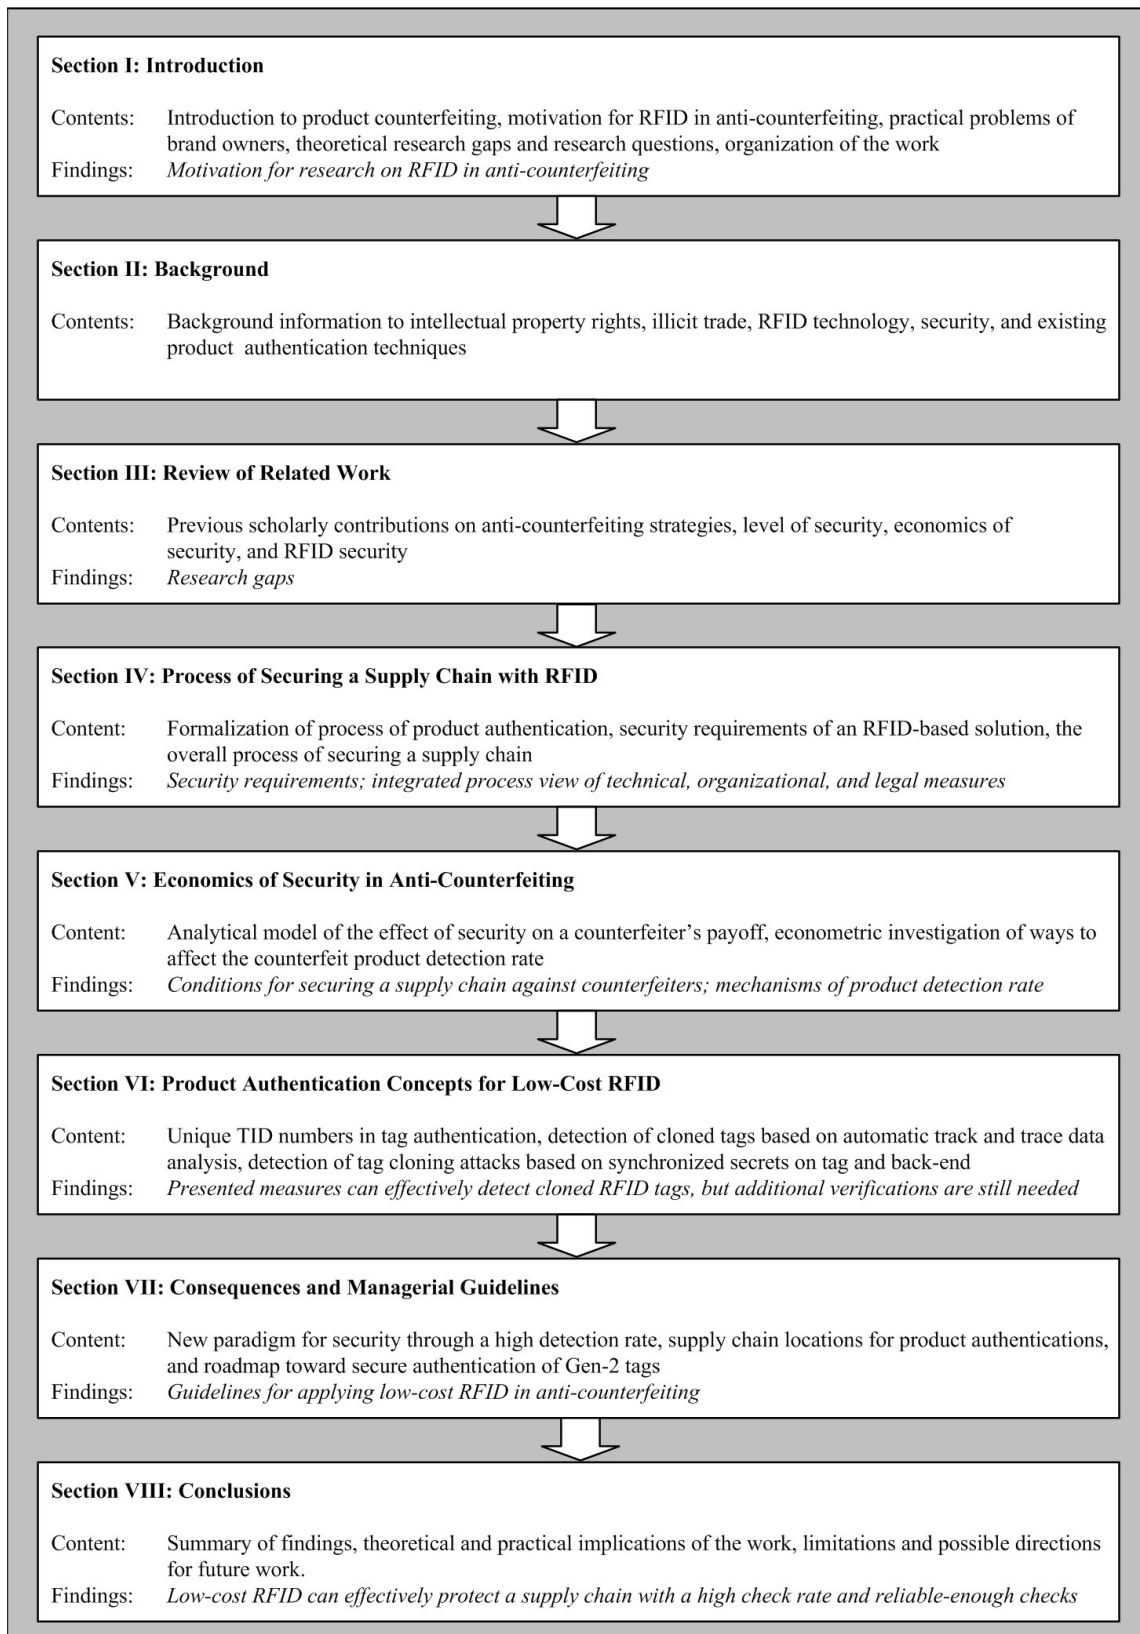 Section I: Introduction
Contents: Introduction to product counterfeiting, motivation for RFID in anti-counterfeiting, practical problems of
brand owners, theoretical research gaps and research questions, organization of the work
Findings: Motivation for research on RFID in anti-counterfeiting
Section II: Background
Contents: Background information to intellectual property rights, illicit trade, RFID technology, security, and existing
product authentication techniques
Section III: Review of Related Work
Contents: Previous scholarly contributions on anti-counterfeiting strategies, level of security, economics of
security, and RFID security
Findings: Research gaps
Section IV: Process of Securing a Supply Chain with RFID
Content: Formalization of process of product authentication, security requirements of an RFID-based solution, the
overall process of securing a supply chain
Findings: Security requirements; integrated process view of technical, organizational, and legal measures
Section V: Economics of Security in Anti-Counterfeiting
Content: Analytical model of the effect of security on a counterfeiter's payoff, econometric investigation of ways to
affect the counterfeit product detection rate
Findings: Conditions for securing a supply chain against counterfeiters; mechanisms of product detection rate
Section VI: Product Authentication Concepts for Low-Cost RFID
Content: Unique TID numbers in tag authentication, detection of cloned tags based on automatic track and trace data
analysis, detection of tag cloning attacks based on synchronized secrets on tag and back-end
Findings: Presented measures can effectively detect cloned RFID tags, but additional verifications are still needed
Section VII: Consequences and Managerial Guidelines
Content: New paradigm for security through a high detection rate, supply chain locations for product authentications,
and roadmap toward secure authentication of Gen-2 tags
Findings: Guidelines for applying low-cost RFID in anti-counterfeiting
Section VIII: Conclusions
Content: Summary of findings, theoretical and practical implications of the work, limitations and possible directions
for future work.
Findings: Low-cost RFID can effectively protect a supply chain with a high check rate and reliable-enough checks